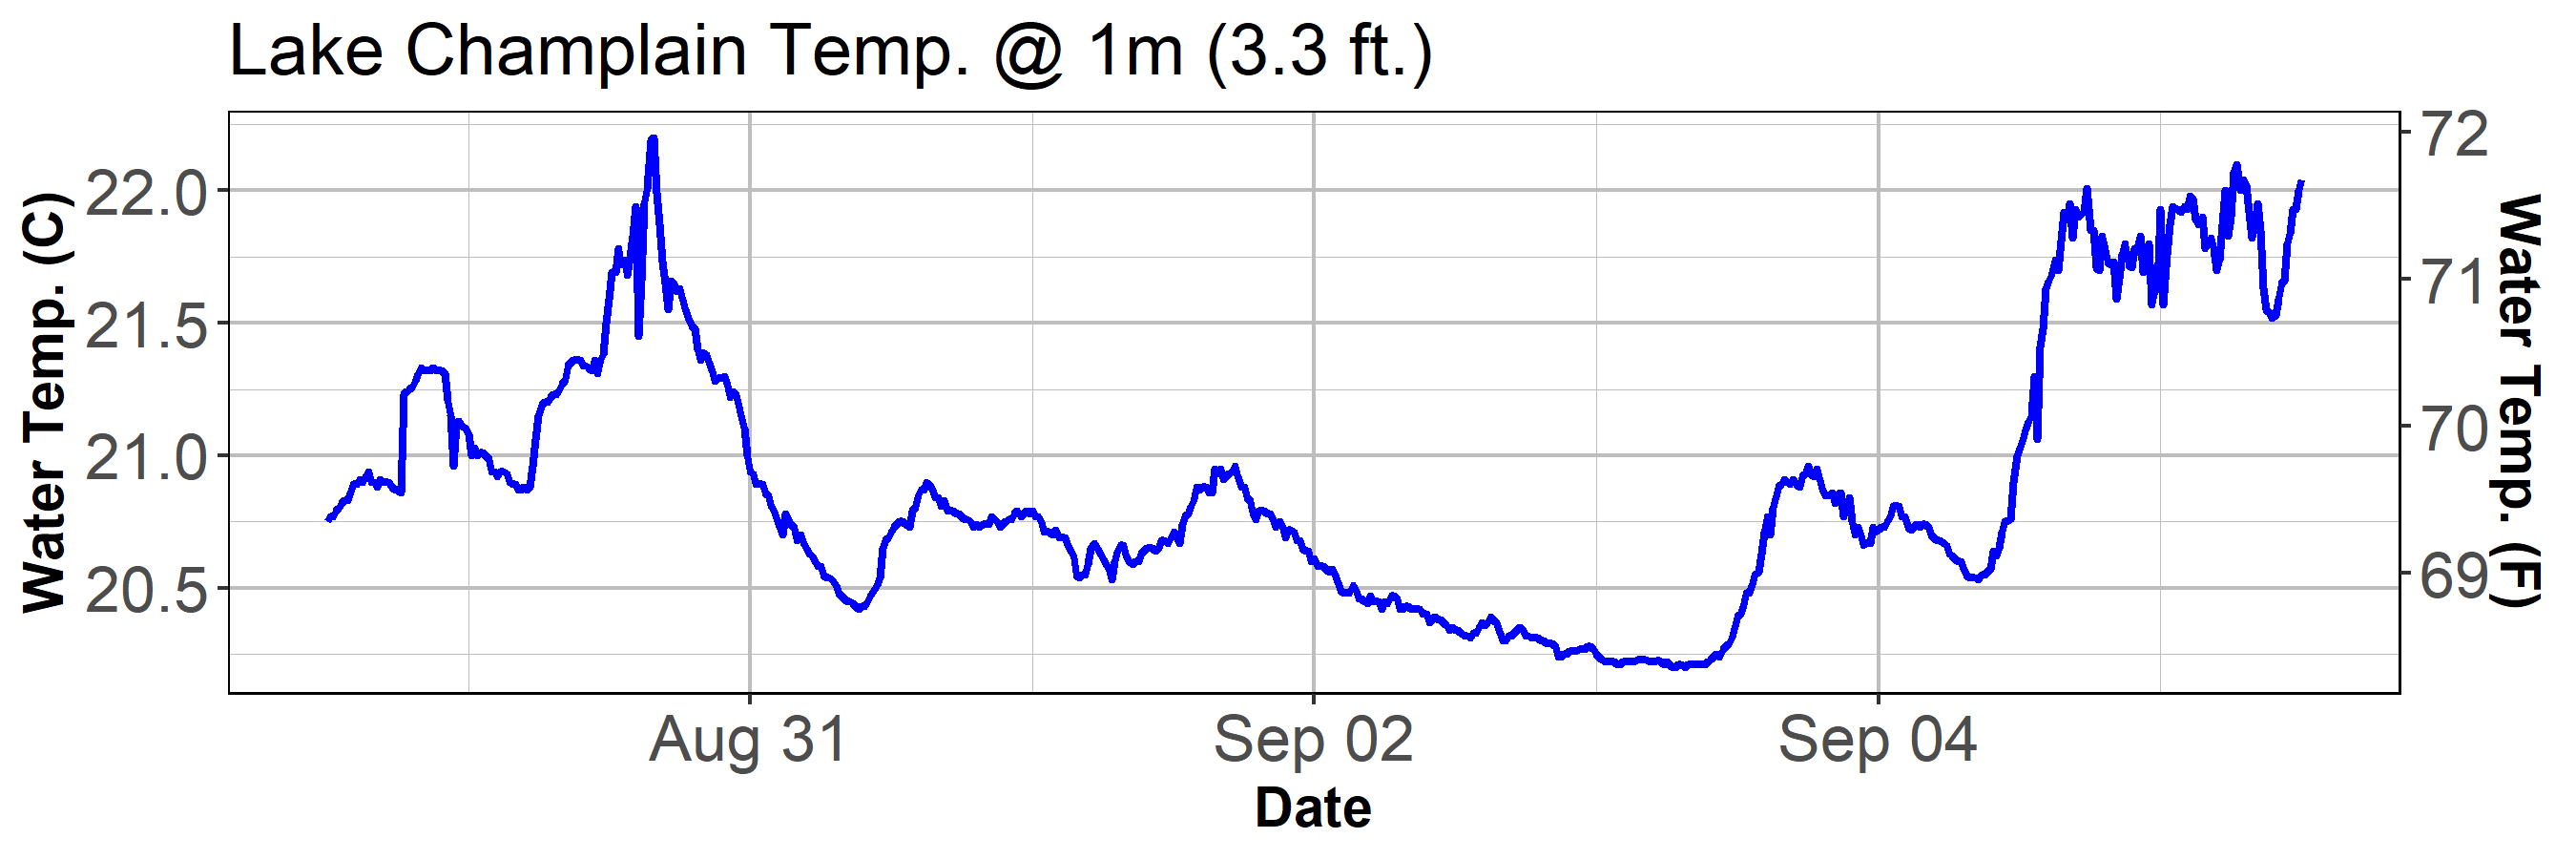 Lake Champlain Temp. @ 1m (3.3 ft.)
Water Temp. (C)
22.0
21.5
21.0
20.5
72
71
70
69
Water Temp. (F)
Aug 31
Sep 02
Sep 04
Date